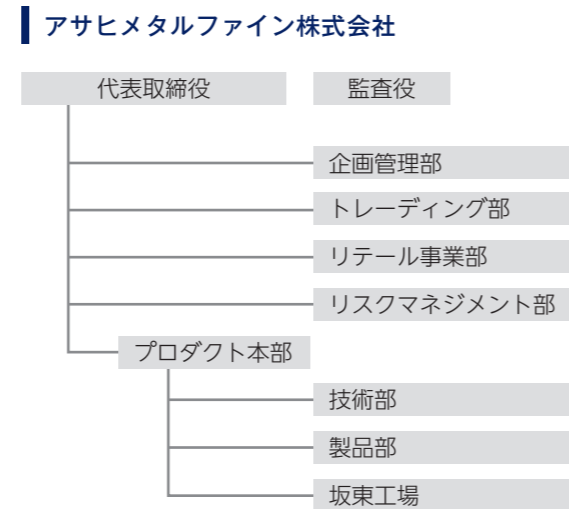 アサヒメタルファイン株式会社
代表取締役 監査役
企画管理部
トレーディング部
リテール事業部
リスクマネジメント部
プロダクト本部
技術部
製品部
坂東工場